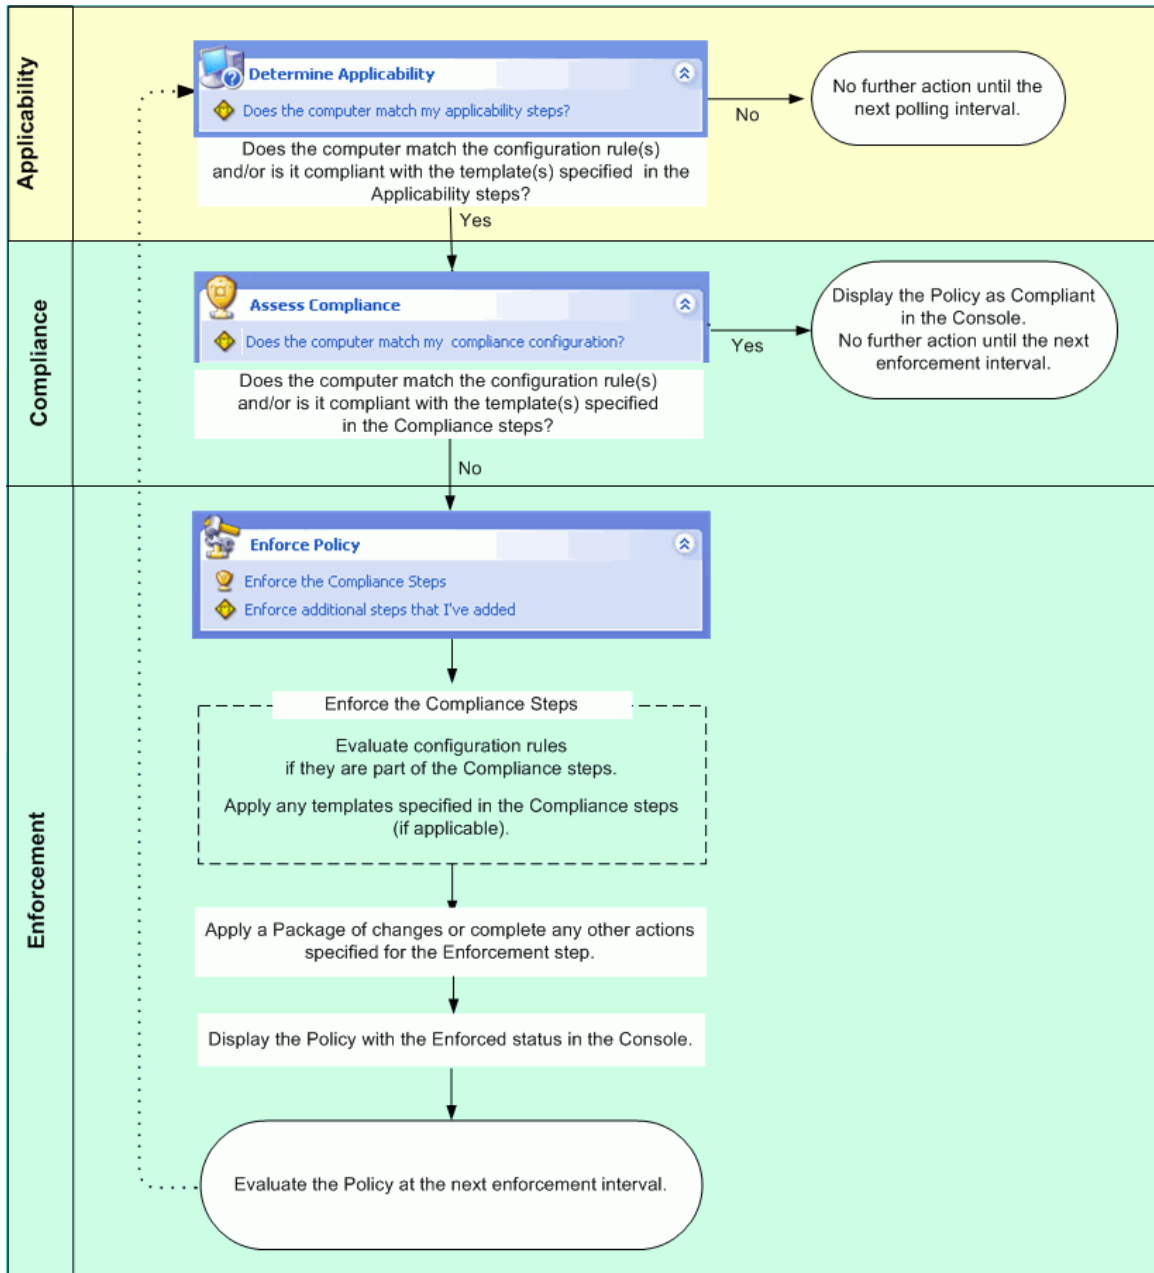 Applicability
Determine Applicability
Does the computer match my applicability steps?
Does the computer match the configuration rule(s)
and/or is it compliant with the template(s) specified in the
Applicability steps?
No
No further action until the
next polling interval.
Yes
Compliance
Assess Compliance
Does the computer match my compliance configuration?
Does the computer match the configuration rule(s)
and/or is it compliant with the template(s) specified
in the Compliance steps?
Yes
Display the Policy as Compliant
in the Console.
No further action until the next
enforcement interval.
No
Enforcement
Enforce Policy
Enforce the Compliance Steps
Enforce additional steps that I've added
Enforce the Compliance Steps
Evaluate configuration rules
if they are part of the Compliance steps.
Apply any templates specified in the Compliance steps
(if applicable).
Apply a Package of changes or complete any other actions
specified for the Enforcement step.
Display the Policy with the Enforced status in the Console.
Evaluate the Policy at the next enforcement interval.